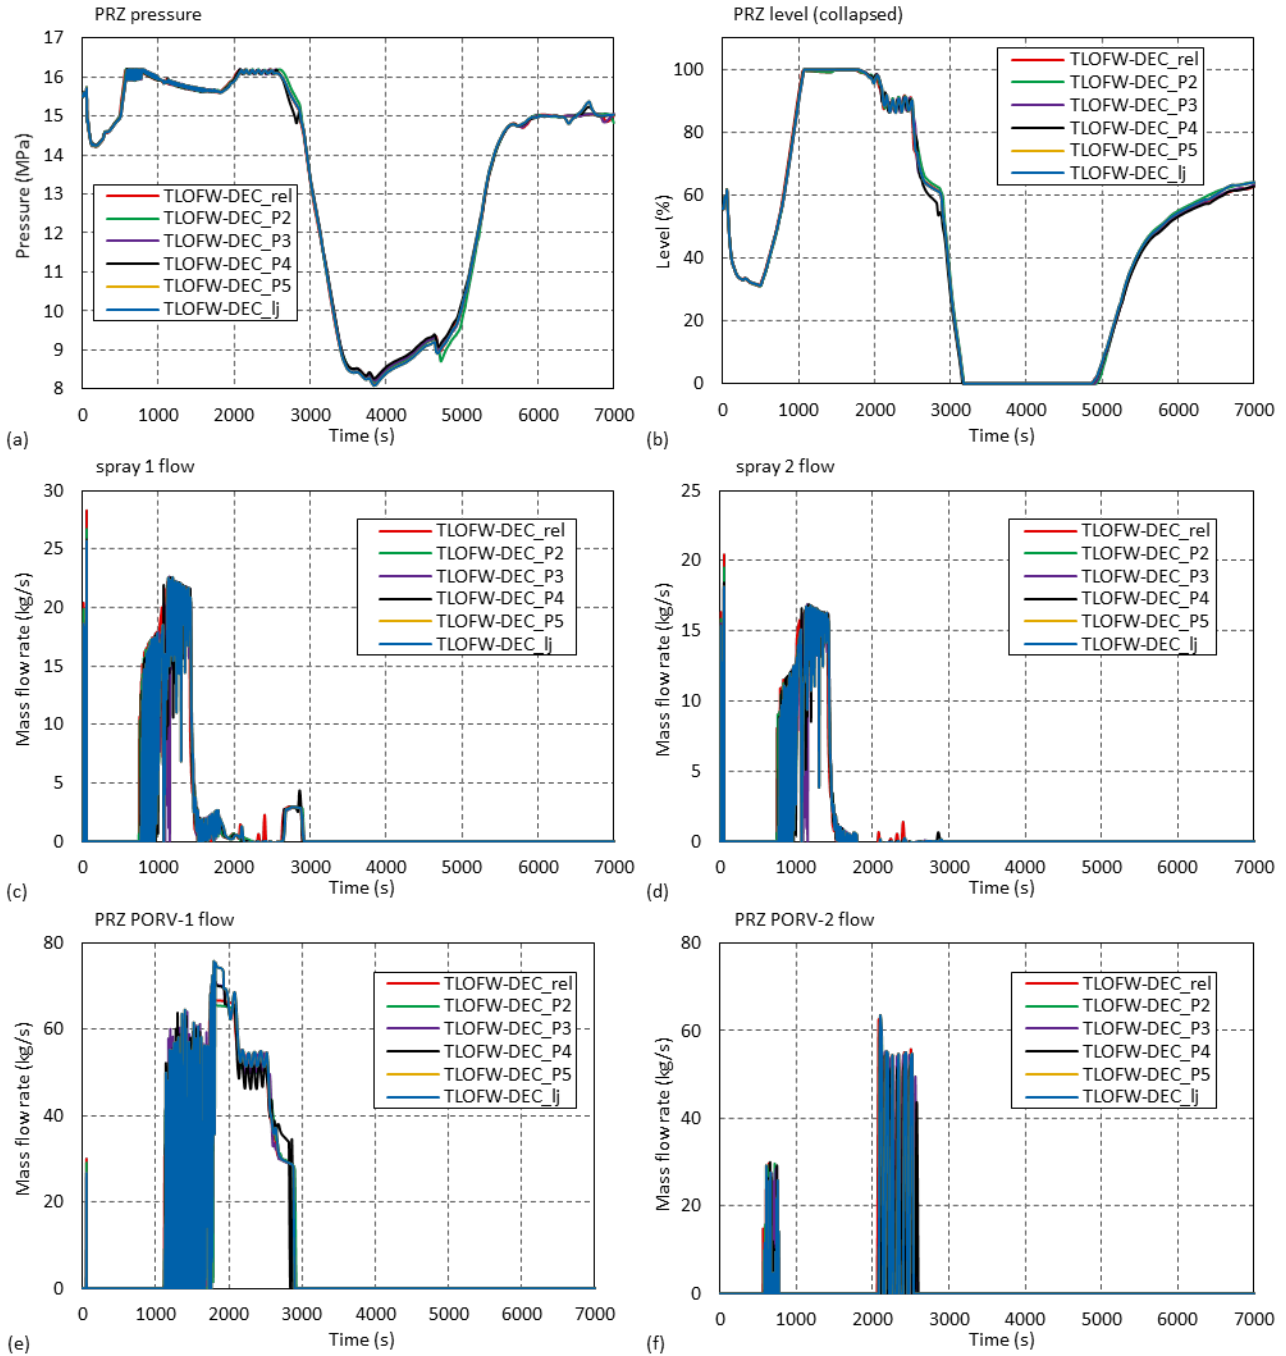 PRZ pressure
17
16
15
14
13
12
11
10
9
8
Pressure (MPa)
TLOFW-DEC_rel
TLOFW-DEC_P2
TLOFW-DEC_P3
TLOFW-DEC_P4
TLOFW-DEC_P5
TLOFW-DEC_lj
0 1000 2000 3000 4000 5000 6000 7000
Time (s)
(a)
PRZ level (collapsed)
100
80
60
40
20
0
Level (%)
TLOFW-DEC_rel
TLOFW-DEC_P2
TLOFW-DEC_P3
TLOFW-DEC_P4
TLOFW-DEC_P5
TLOFW-DEC_lj
0 1000 2000 3000 4000 5000 6000 7000
Time (s)
(b)
spray 1 flow
30
25
20
15
10
5
0
Mass flow rate (kg/s)
TLOFW-DEC_rel
TLOFW-DEC_P2
TLOFW-DEC_P3
TLOFW-DEC_P4
TLOFW-DEC_P5
TLOFW-DEC_lj
0 1000 2000 3000 4000 5000 6000 7000
Time (s)
(c)
spray 2 flow
25
20
15
10
5
0
Mass flow rate (kg/s)
TLOFW-DEC_rel
TLOFW-DEC_P2
TLOFW-DEC_P3
TLOFW-DEC_P4
TLOFW-DEC_P5
TLOFW-DEC_lj
0 1000 2000 3000 4000 5000 6000 7000
Time (s)
(d)
PRZ PORV-1 flow
80
60
40
20
0
Mass flow rate (kg/s)
TLOFW-DEC_rel
TLOFW-DEC_P2
TLOFW-DEC_P3
TLOFW-DEC_P4
TLOFW-DEC_P5
TLOFW-DEC_lj
0 1000 2000 3000 4000 5000 6000 7000
Time (s)
(e)
PRZ PORV-2 flow
80
60
40
20
0
Mass flow rate (kg/s)
TLOFW-DEC_rel
TLOFW-DEC_P2
TLOFW-DEC_P3
TLOFW-DEC_P4
TLOFW-DEC_P5
TLOFW-DEC_lj
0 1000 2000 3000 4000 5000 6000 7000
Time (s)
(f)